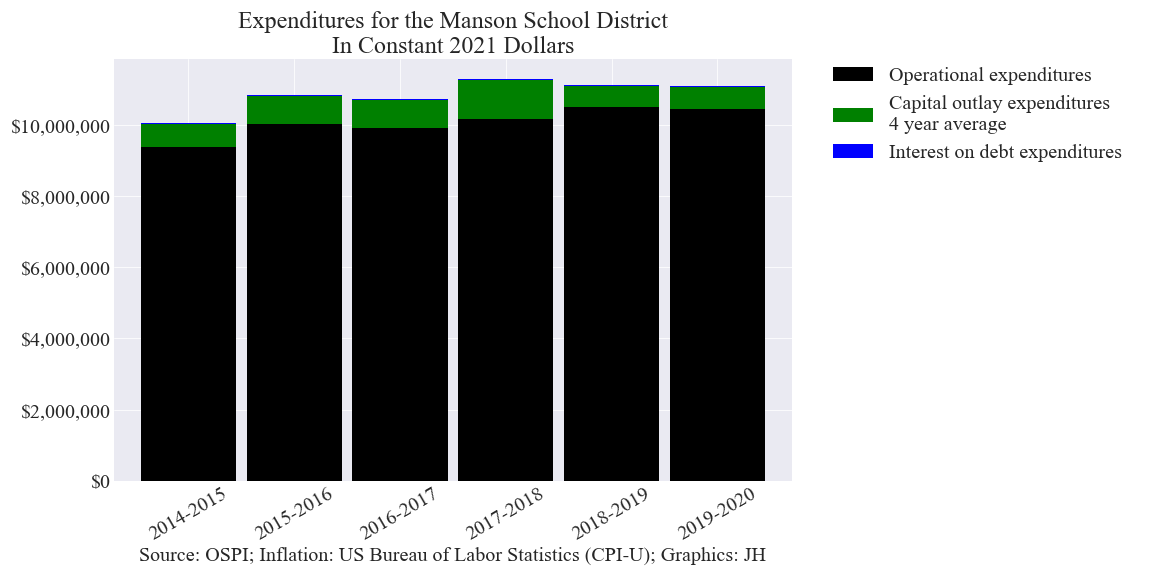 Expenditures for the Manson School District
In Constant 2021 Dollars
Operational expenditures
Capital outlay expenditures
4 year average
Interest on debt expenditures
$10,000,000
$8,000,000
$6,000,000
$4,000,000
$2,000,000
$0
2014-2015
2015-2016
2016-2017
2017-2018
2018-2019
2019-2020
Source: OSPI; Inflation: US Bureau of Labor Statistics (CPI-U); Graphics: JH